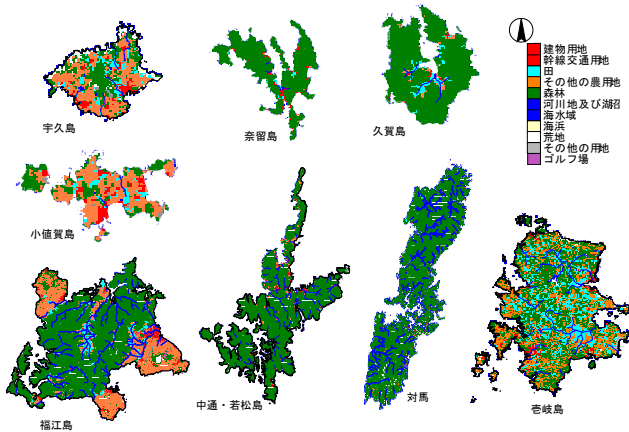 宇久島
奈留島
久賀島
建物用地
幹線交通用地
田
その他の農用地
森林
河川地及び湖沼
海水域
海浜
荒地
その他の用地
ゴルフ場
小値賀島
福江島
中通・若松島
対馬
壱岐島